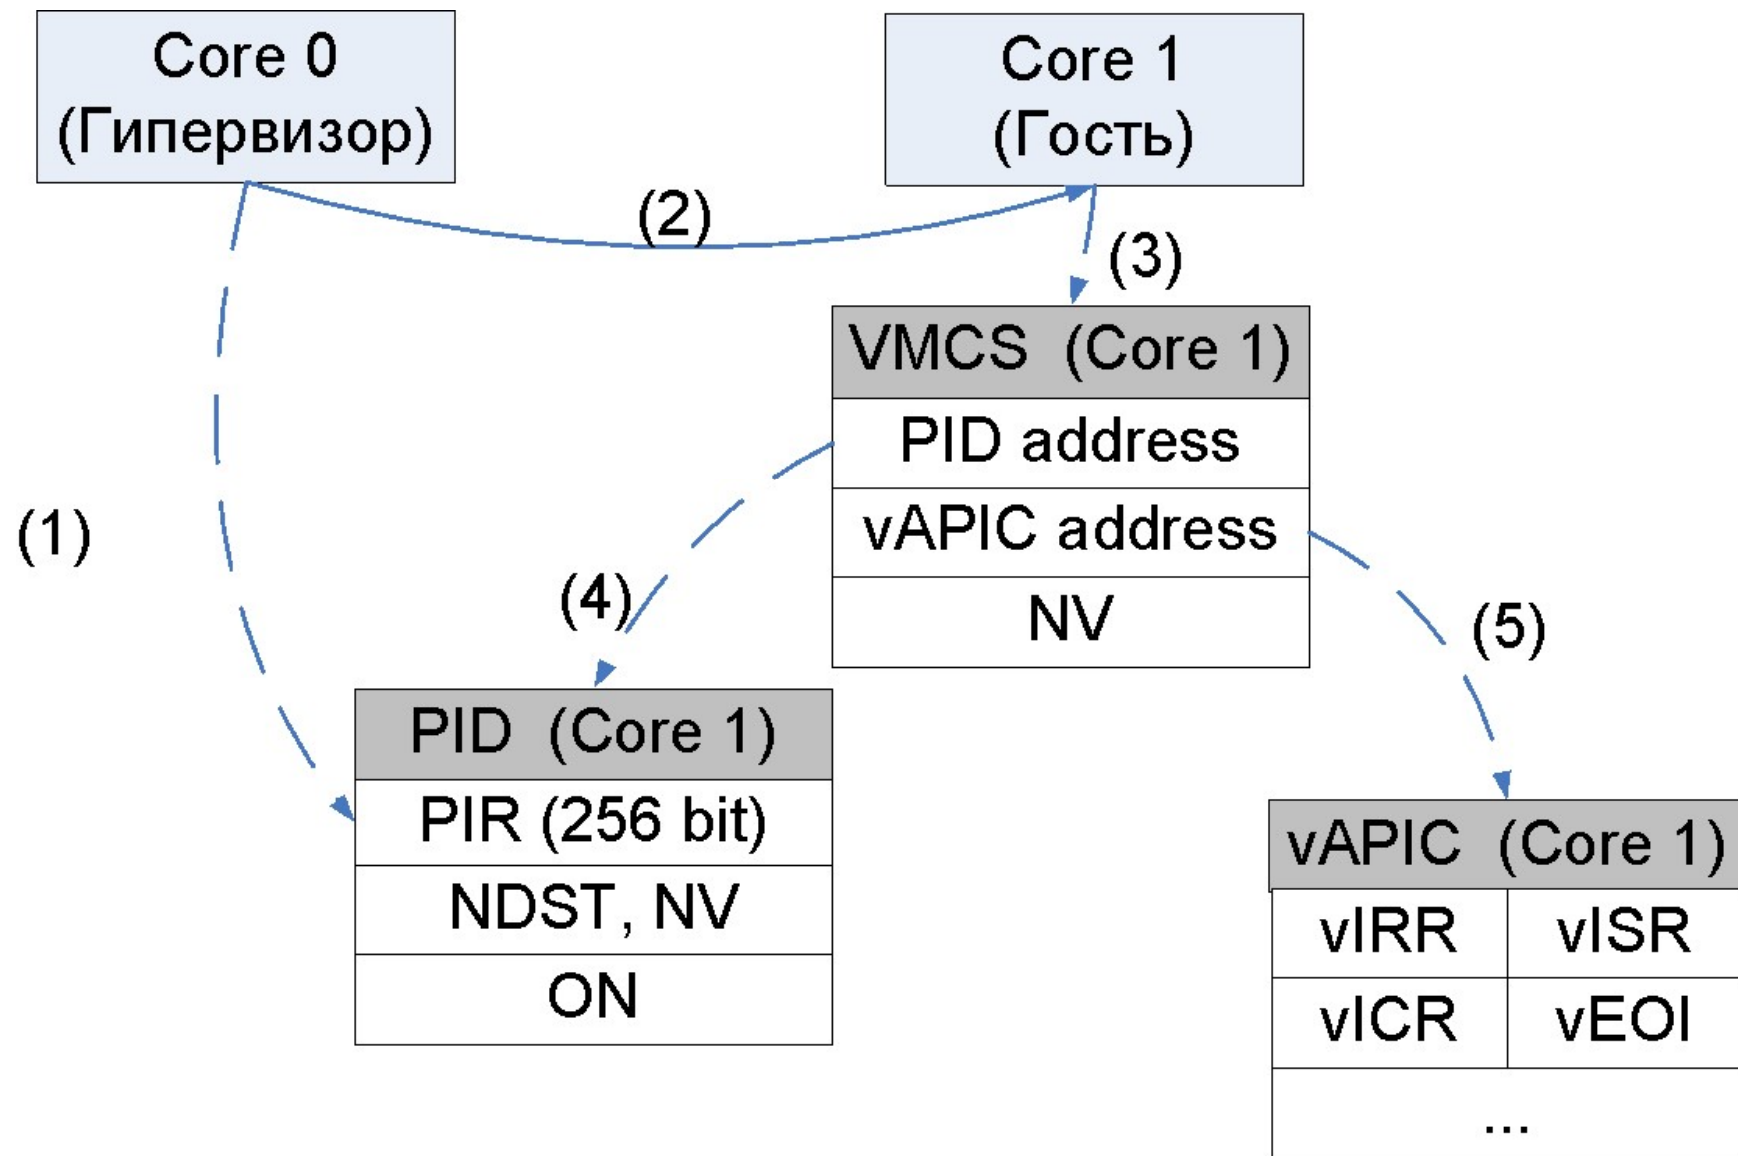 Core 0
(Гипервизор)
Core 1
(Гость)
(2)
(3)
VMCS (Core 1)
PID address
vAPIC address
NV
(1)
(4)
(5)
PID (Core 1)
PIR (256 bit)
NDST, NV
ON
vAPIC (Core 1)
vIRR vISR
vICR vEOI
...